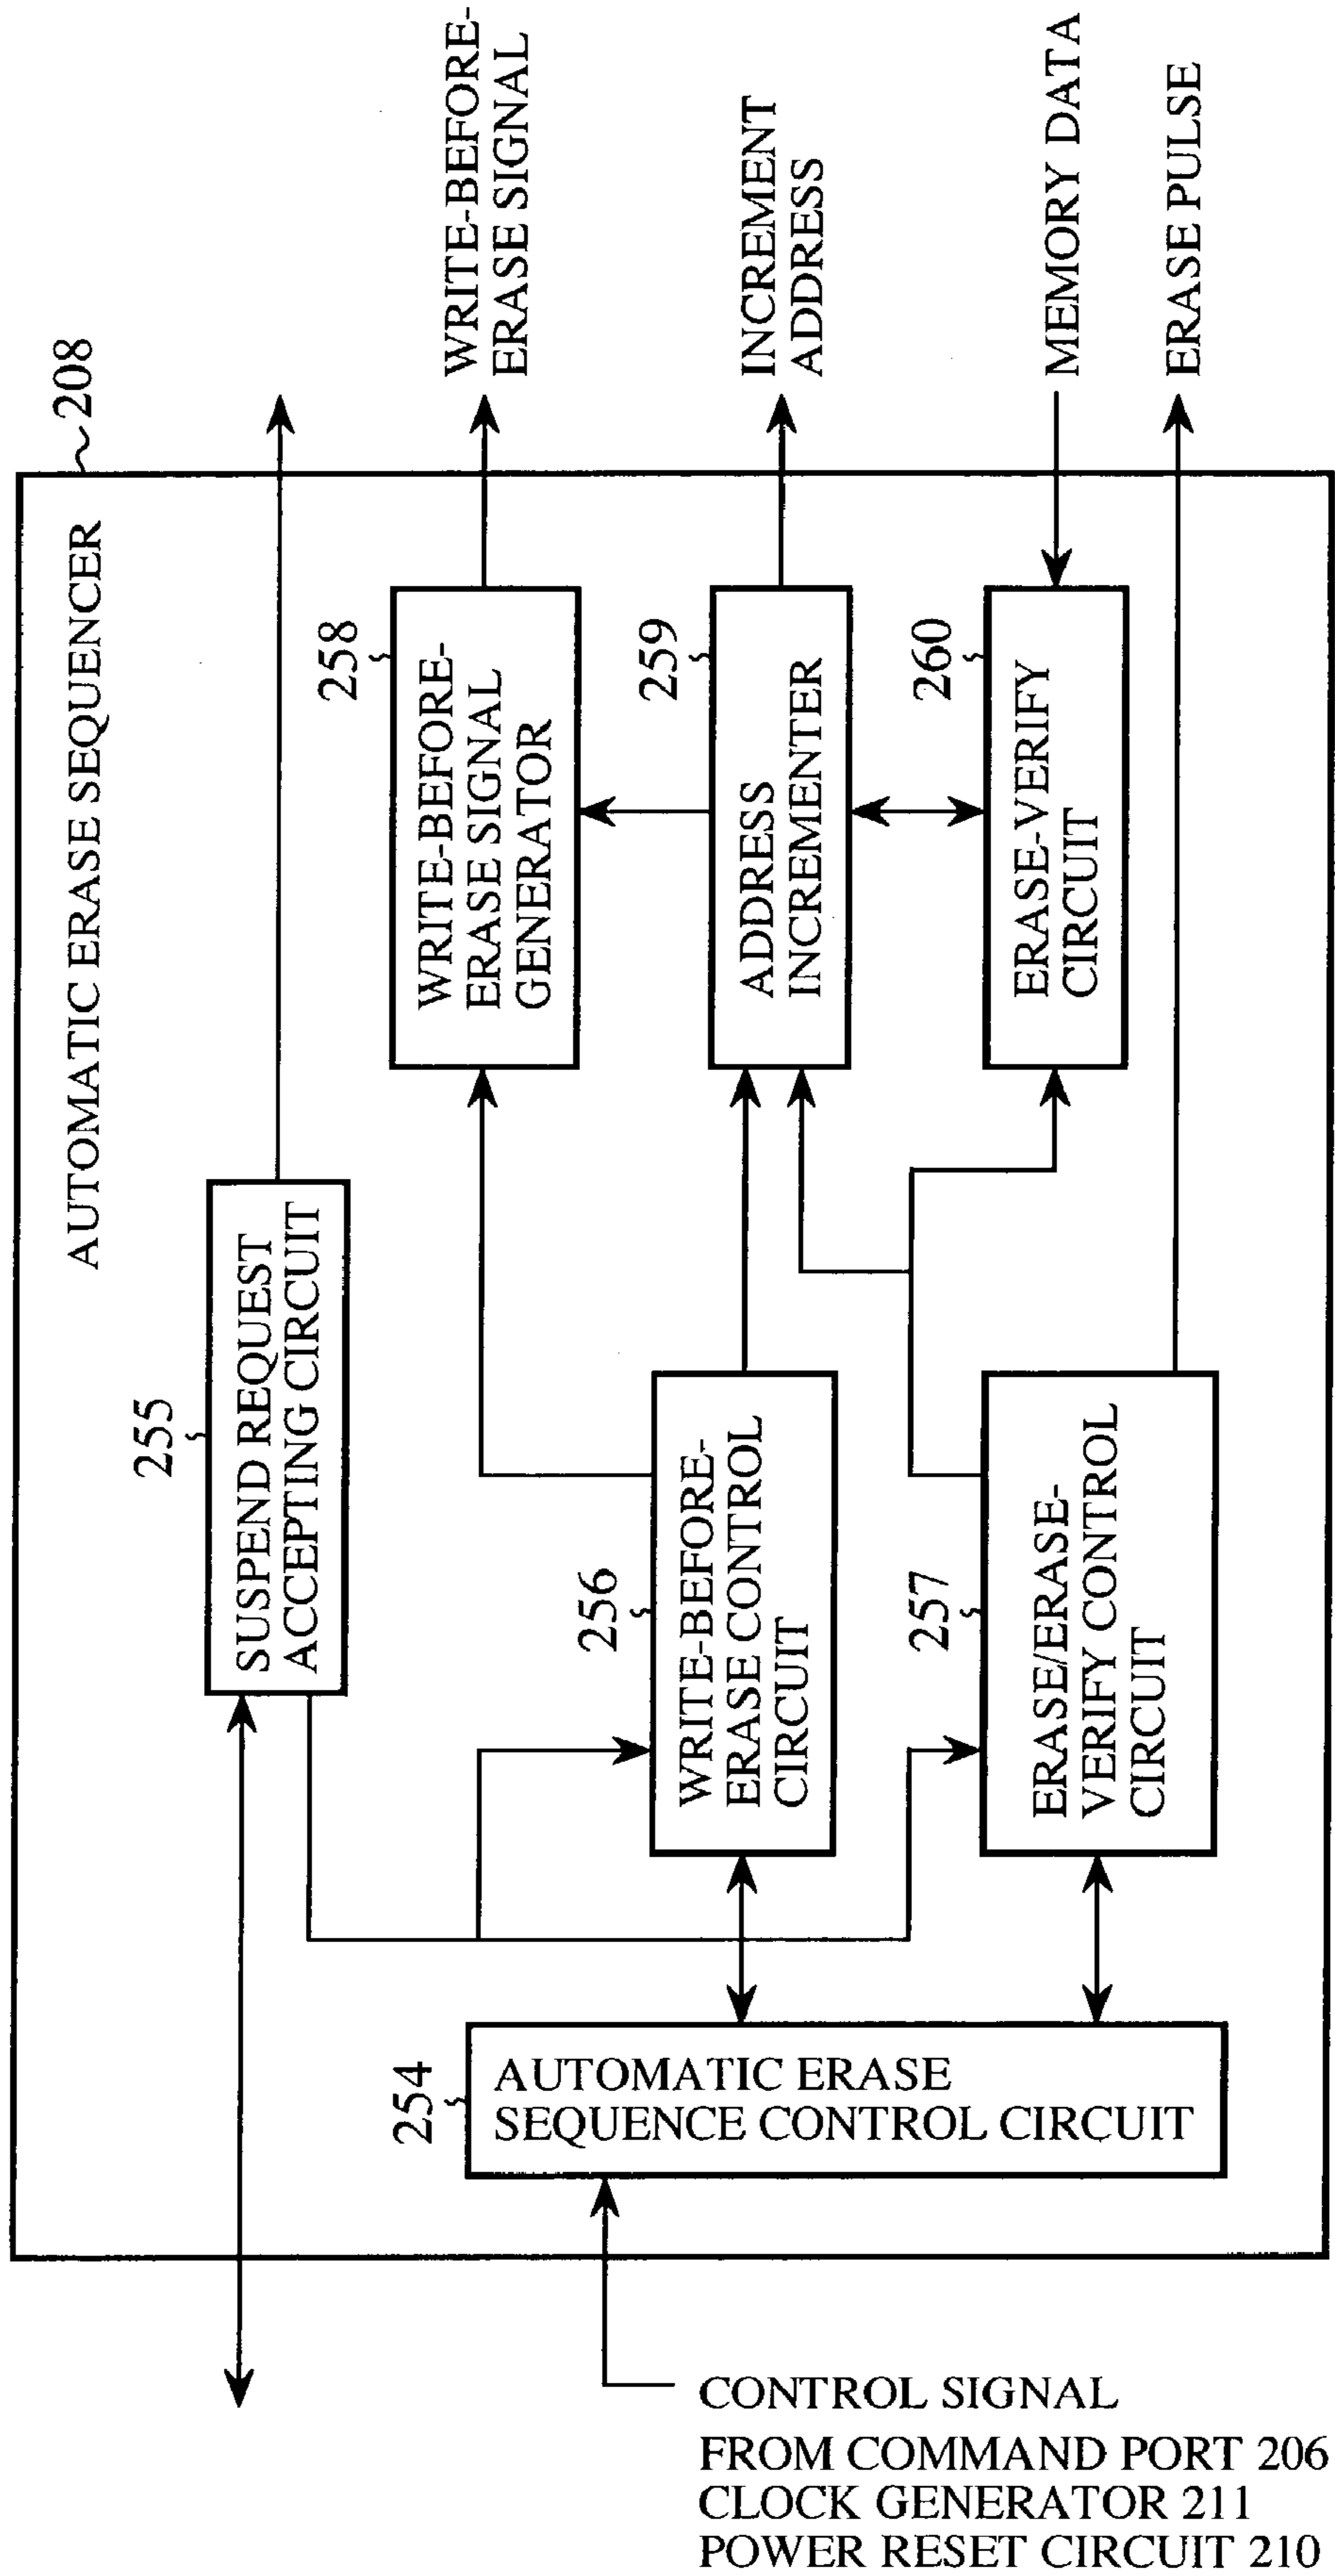 AUTOMATIC ERASE SEQUENCER
208
255
SUSPEND REQUEST
ACCEPTING CIRCUIT
258
WRITE-BEFORE-
ERASE SIGNAL
GENERATOR
WRITE-BEFORE-
ERASE SIGNAL
256
WRITE-BEFORE-
ERASE CONTROL
CIRCUIT
259
ADDRESS
INCREMENTER
INCREMENT
ADDRESS
257
ERASE/ERASE-
VERIFY CONTROL
CIRCUIT
260
ERASE-VERIFY
CIRCUIT
MEMORY DATA
ERASE PULSE
254
AUTOMATIC ERASE
SEQUENCE CONTROL CIRCUIT
CONTROL SIGNAL
FROM COMMAND PORT 206
CLOCK GENERATOR 211
POWER RESET CIRCUIT 210